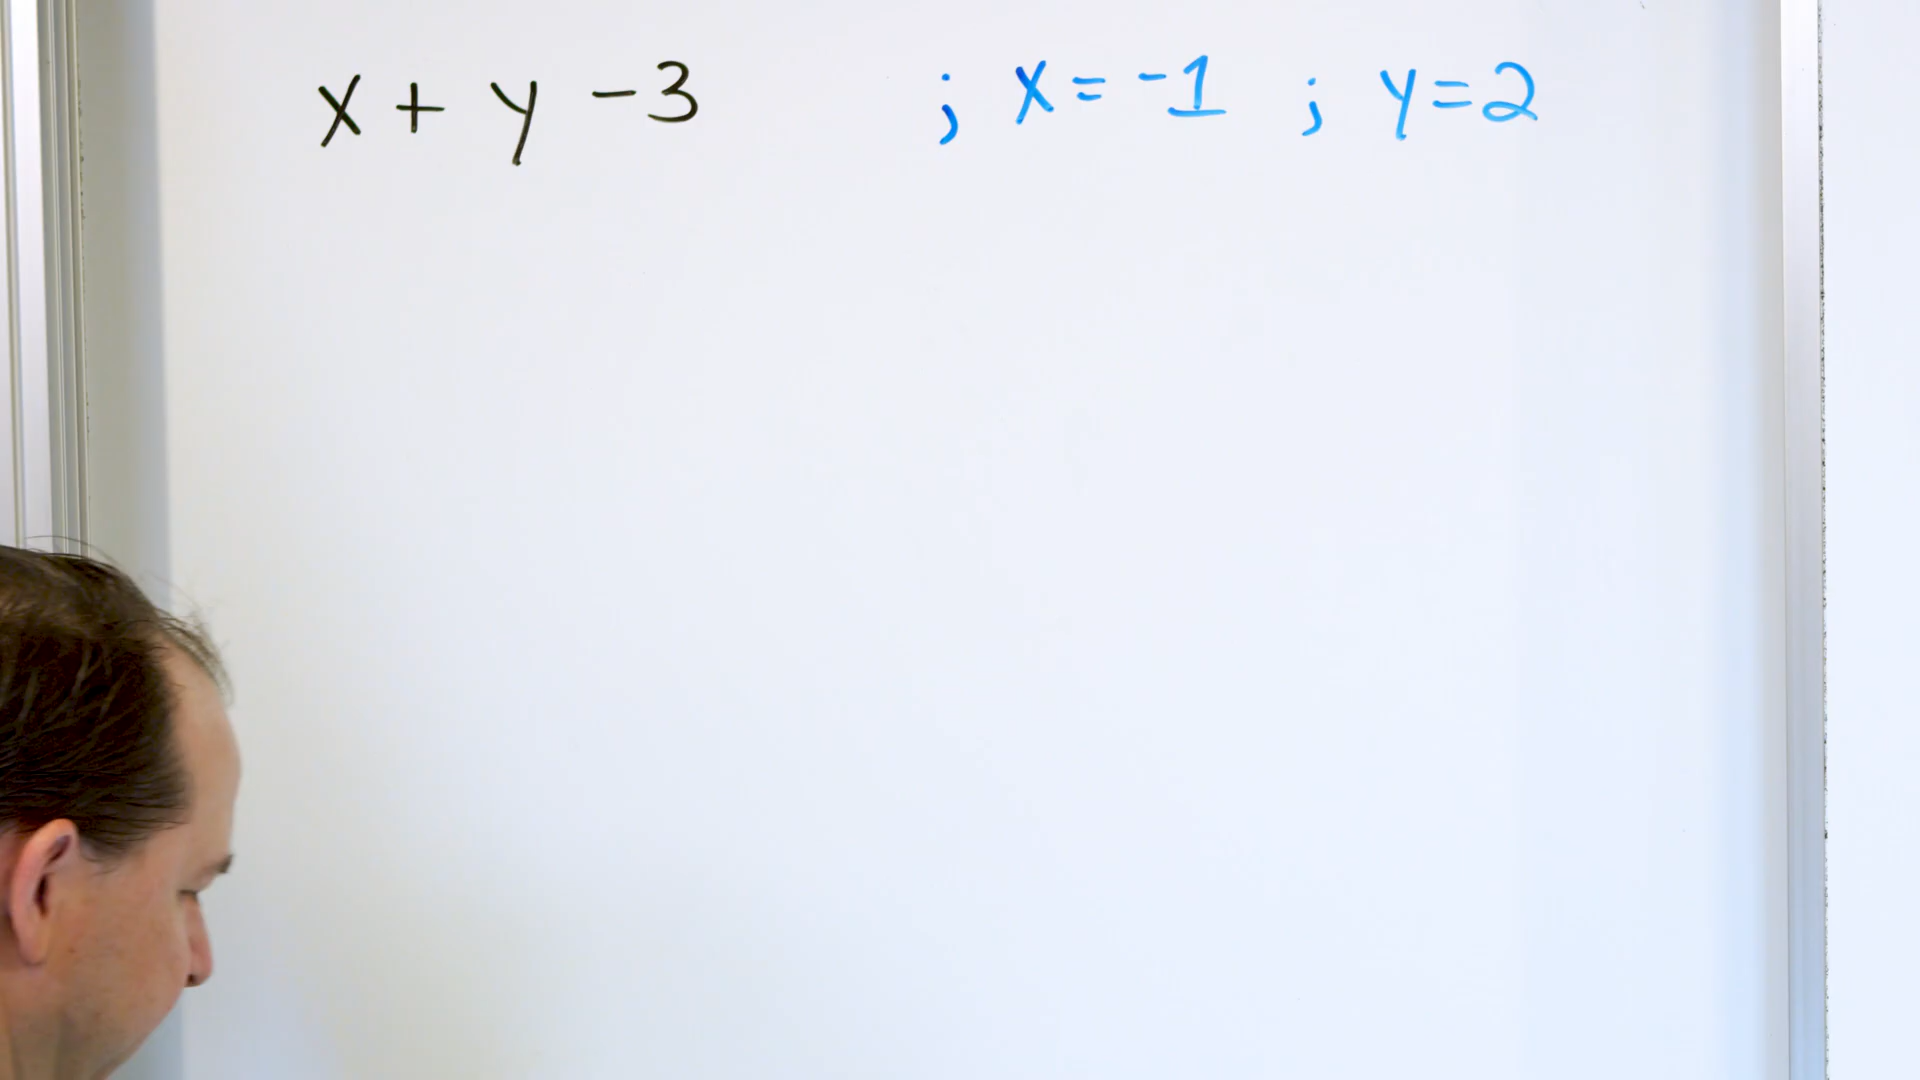 x + y - 3 ; x = -1 ; y = 2